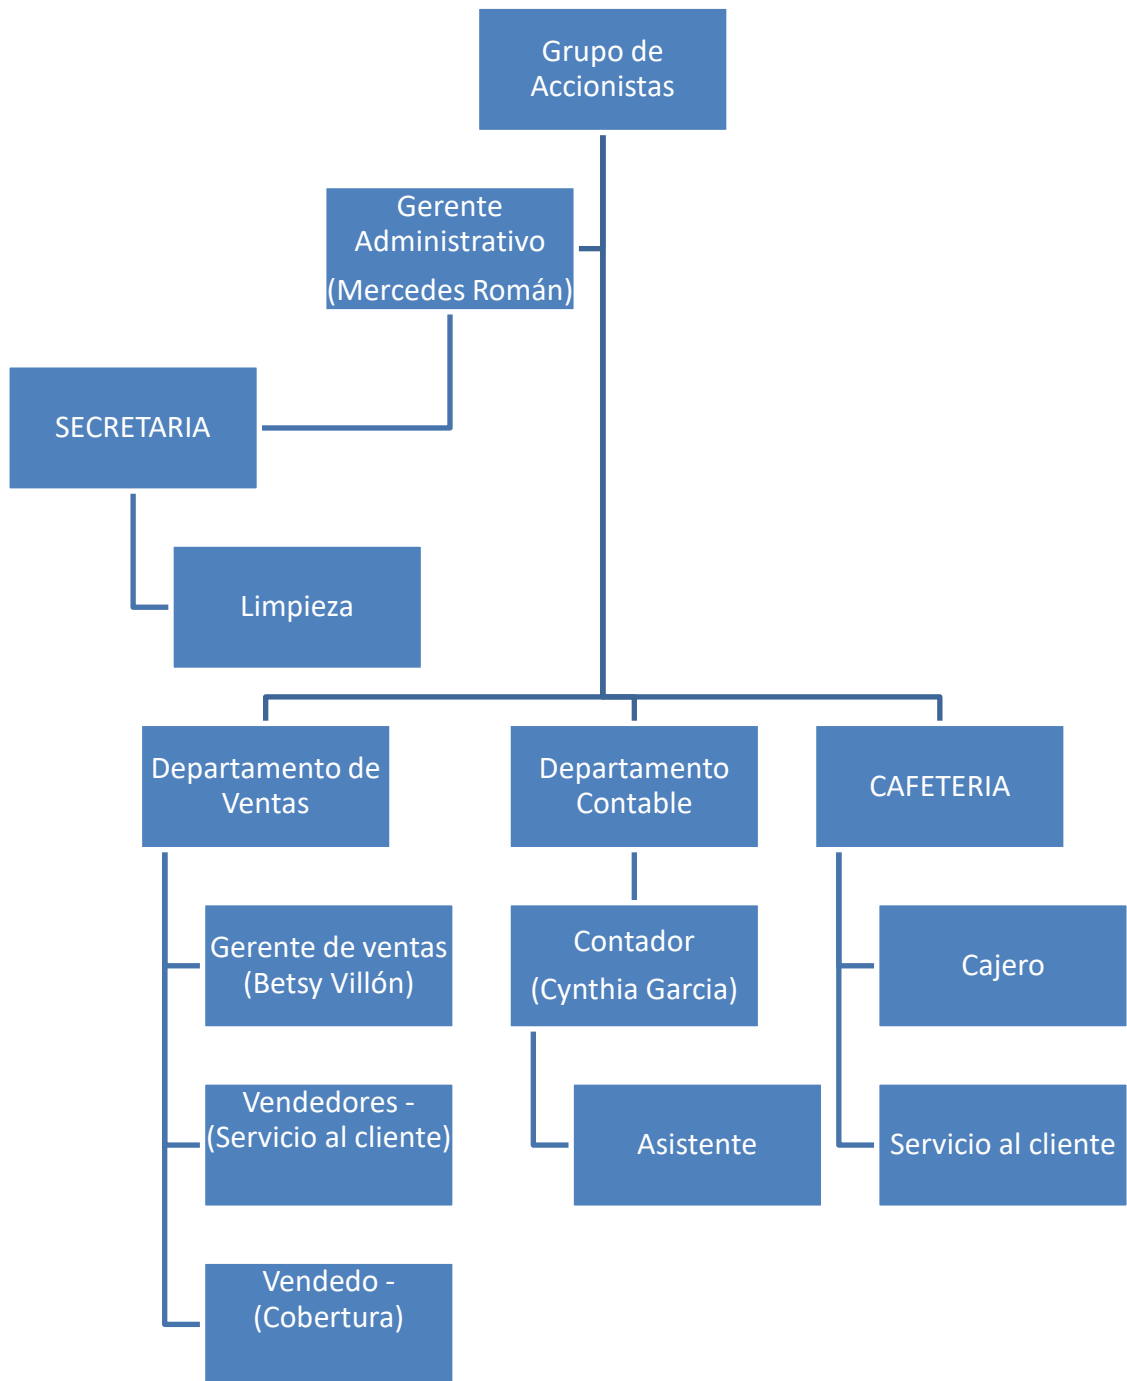 Grupo de
Accionistas
Gerente
Administrativo
(Mercedes Román)
SECRETARIA
Limpieza
Departamento de
Ventas
Departamento
Contable
CAFETERIA
Gerente de ventas
(Betsy Villón)
Contador
(Cynthia Garcia)
Cajero
Vendedores -
(Servicio al cliente)
Asistente
Servicio al cliente
Vendedo -
(Cobertura)